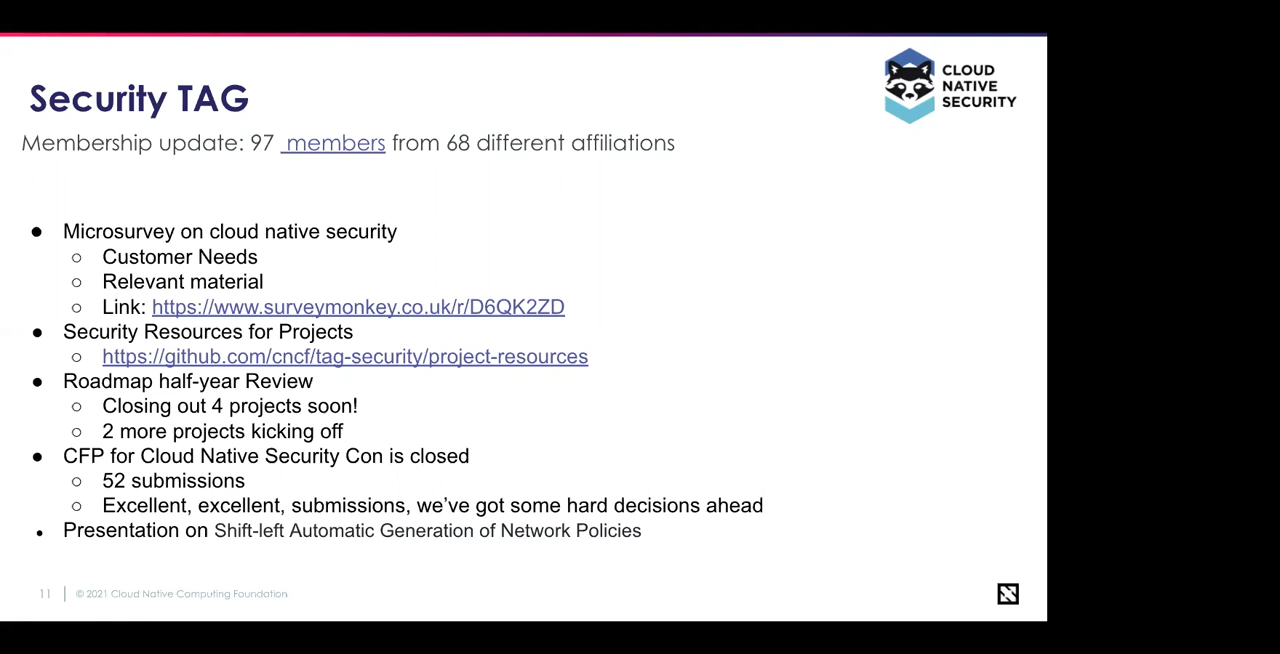 CLOUD
NATIVE
SECURITY
Security TAG
Membership update: 97 members from 68 different affiliations
● Microsurvey on cloud native security
○ Customer Needs
○ Relevant material
○ Link: https://www.surveymonkey.co.uk/r/D6QK2ZD
● Security Resources for Projects
○ https://github.com/cncf/tag-security/project-resources
● Roadmap half-year Review
○ Closing out 4 projects soon!
○ 2 more projects kicking off
● CFP for Cloud Native Security Con is closed
○ 52 submissions
○ Excellent, excellent, submissions, we’ve got some hard decisions ahead
• Presentation on Shift-left Automatic Generation of Network Policies
11 | © 2021 Cloud Native Computing Foundation